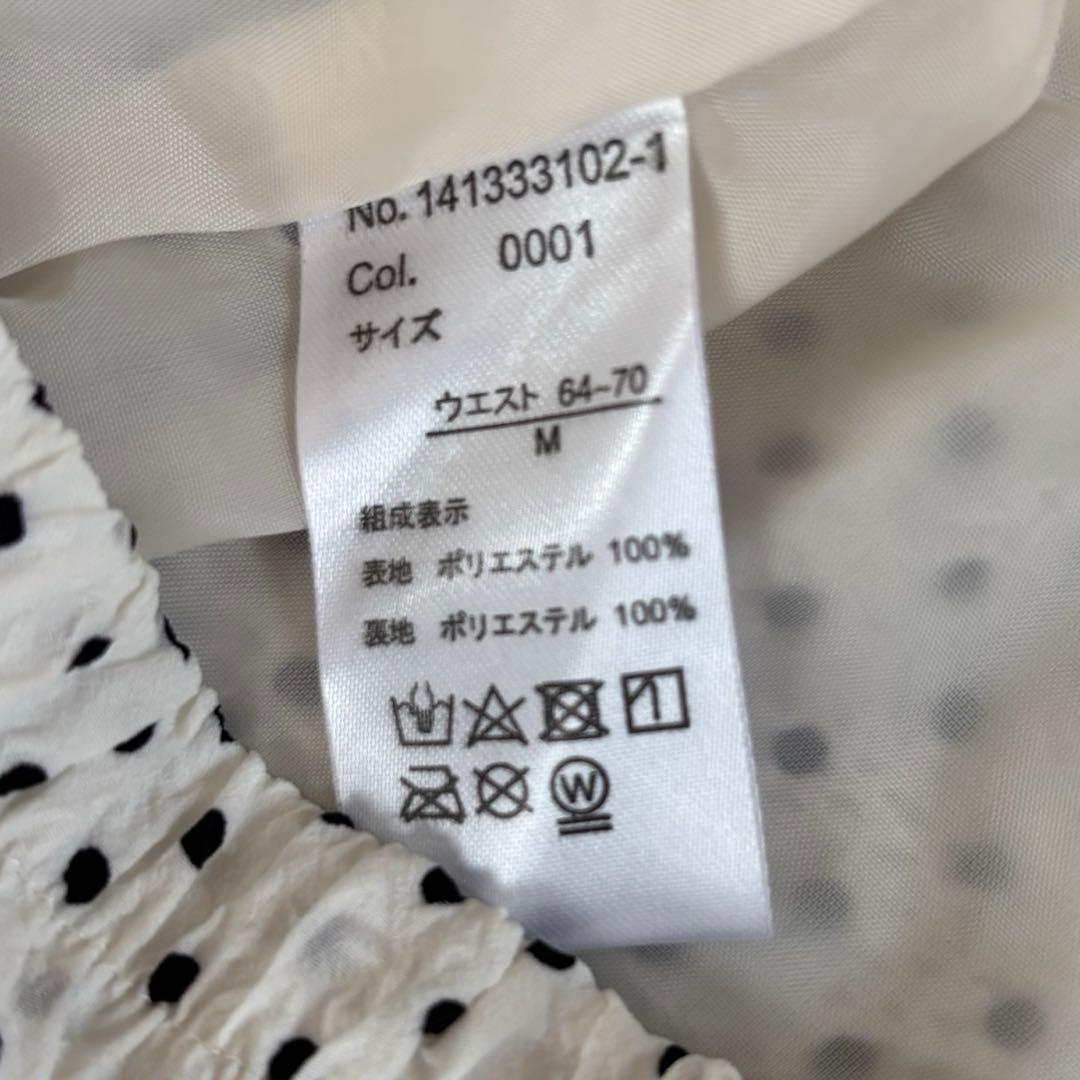 No. 141333102-1
Col. 0001
サイズ
ウエスト 64~70
M
組成表示
表地 ポリエステル 100%
裏地 ポリエステル 100%
W